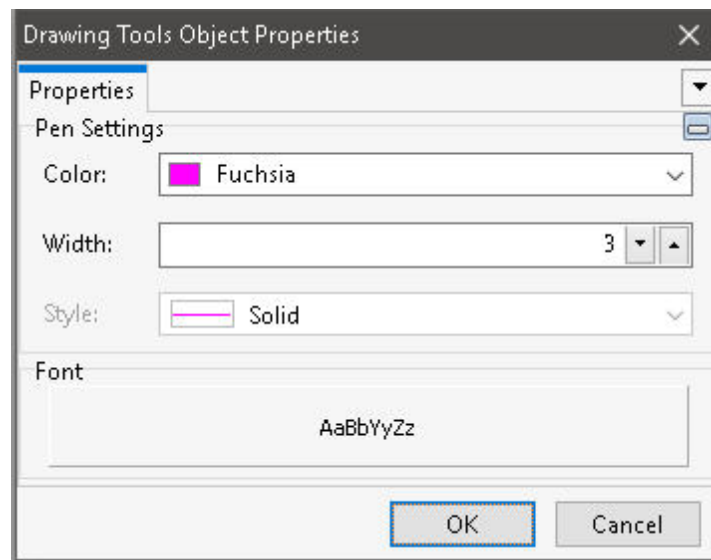 Drawing Tools Object Properties
Properties
Pen Settings
Color: Fuchsia
Width: 3
Style: Solid
Font
AaBbYyZz
OK Cancel